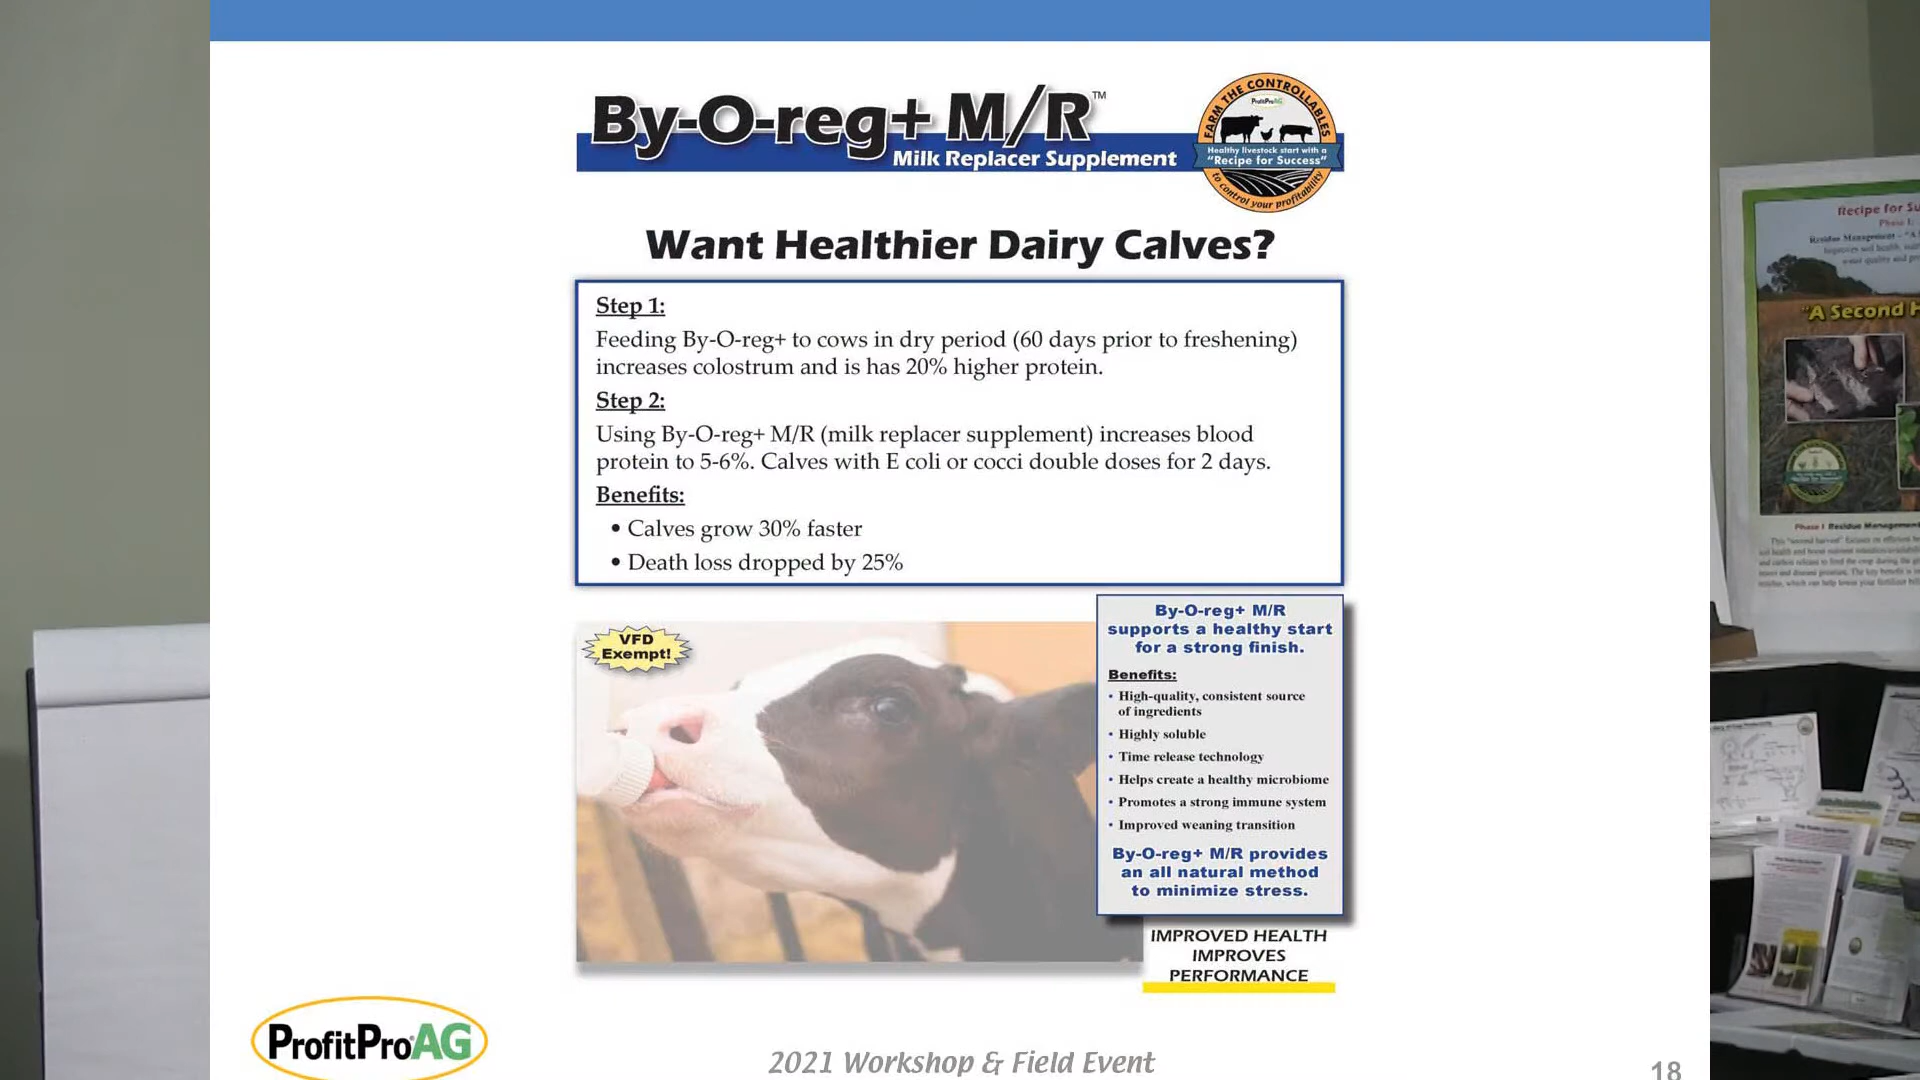 By-O-reg+ M/R™
Milk Replacer Supplement
FARM THE CONTROLLABLES
ProfitProAG
Healthy livestock start with a
"Recipe for Success"
to control your profitability
Want Healthier Dairy Calves?
Step 1:
Feeding By-O-reg+ to cows in dry period (60 days prior to freshening)
increases colostrum and is has 20% higher protein.
Step 2:
Using By-O-reg+ M/R (milk replacer supplement) increases blood
protein to 5-6%. Calves with E coli or cocci double doses for 2 days.
Benefits:
• Calves grow 30% faster
• Death loss dropped by 25%
VFD
Exempt!
By-O-reg+ M/R
supports a healthy start
for a strong finish.
Benefits:
• High-quality, consistent source
of ingredients
• Highly soluble
• Time release technology
• Helps create a healthy microbiome
• Promotes a strong immune system
• Improved weaning transition
By-O-reg+ M/R provides
an all natural method
to minimize stress.
IMPROVED HEALTH
IMPROVES
PERFORMANCE
ProfitProAG
2021 Workshop & Field Event
18
Recipe for
Phase I:
Residue Management - "A
"A Second
Phase I Residue Management